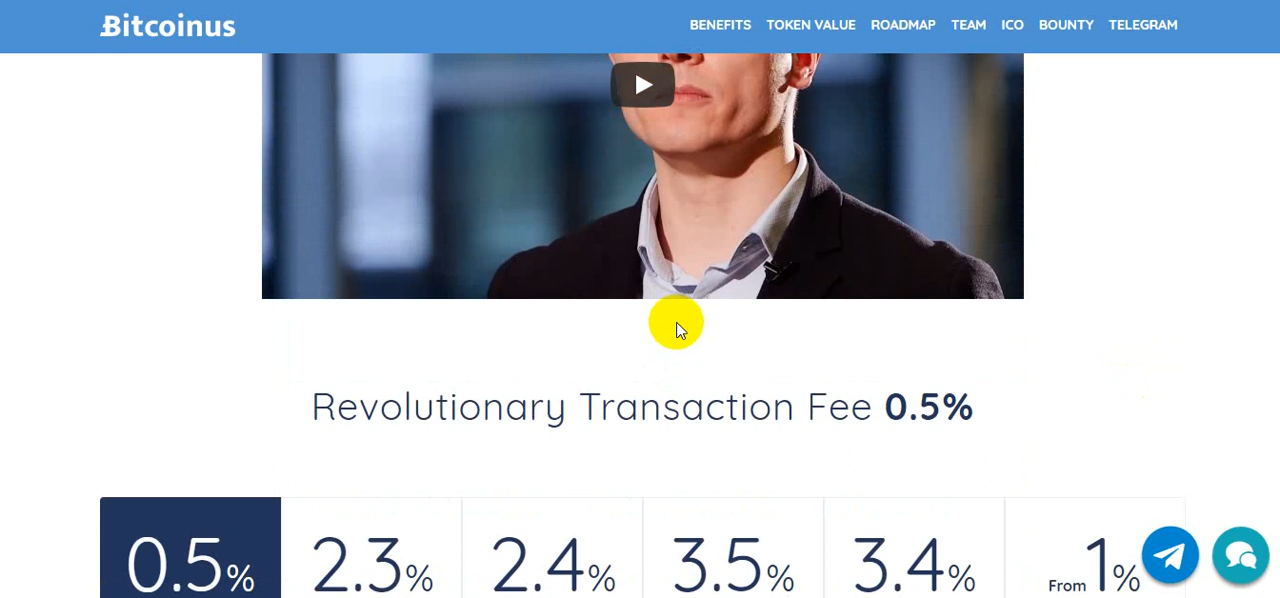 Bitcoinus
BENEFITS TOKEN VALUE ROADMAP TEAM ICO BOUNTY TELEGRAM
Revolutionary Transaction Fee 0.5%
0.5% 2.3% 2.4% 3.5% 3.4% From 1%